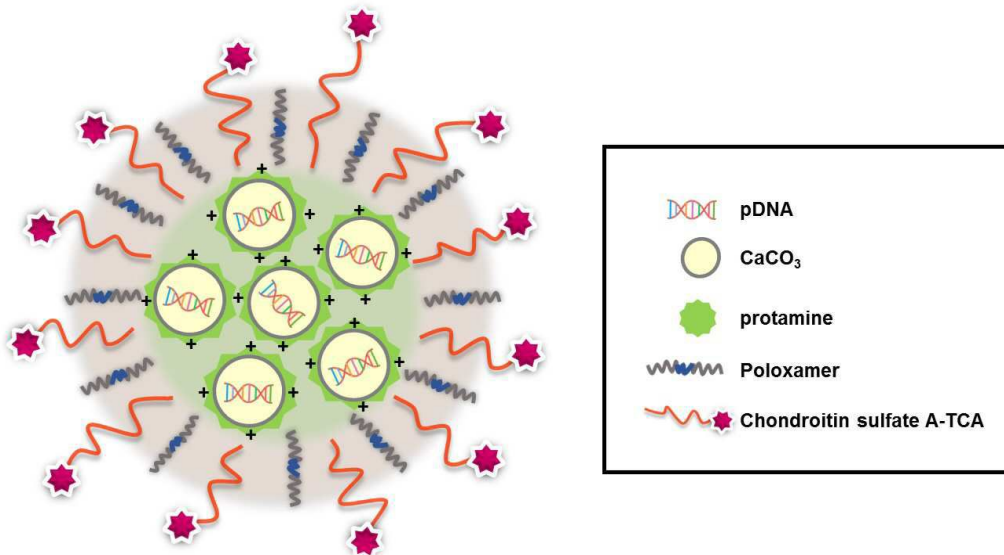 pDNA
CaCO₃
protamine
Poloxamer
Chondroitin sulfate A-TCA